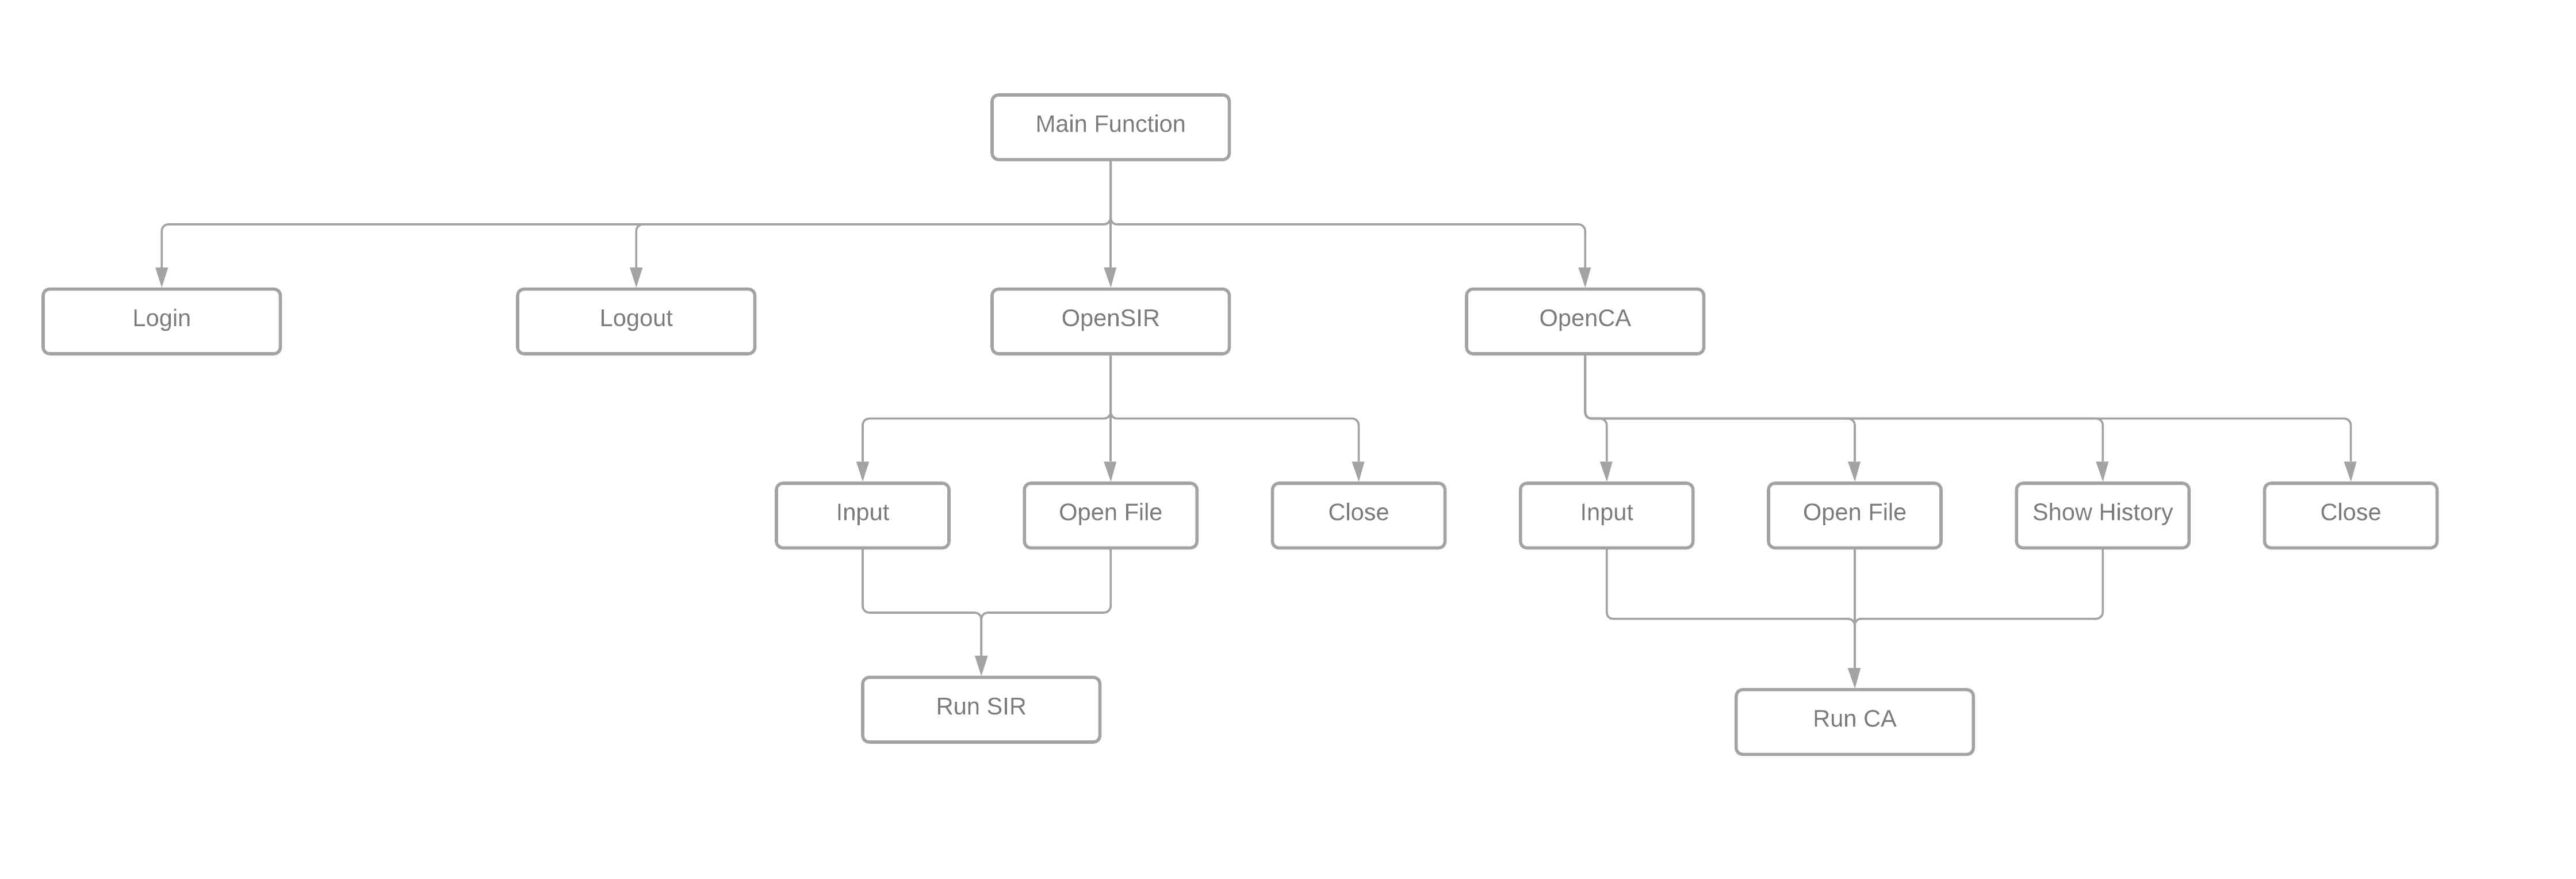 Main Function
Login
Logout
OpenSIR
OpenCA
Input
Open File
Close
Input
Open File
Show History
Close
Run SIR
Run CA